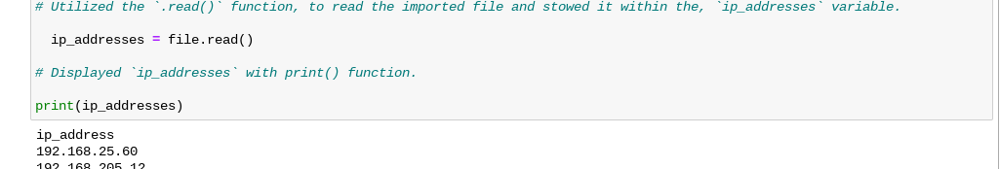 # Utilized the `.read()` function, to read the imported file and stowed it within the, `ip_addresses` variable.
ip_addresses = file.read()
# Displayed `ip_addresses` with print() function.
print(ip_addresses)
ip_address
192.168.25.60
192.168.205.12